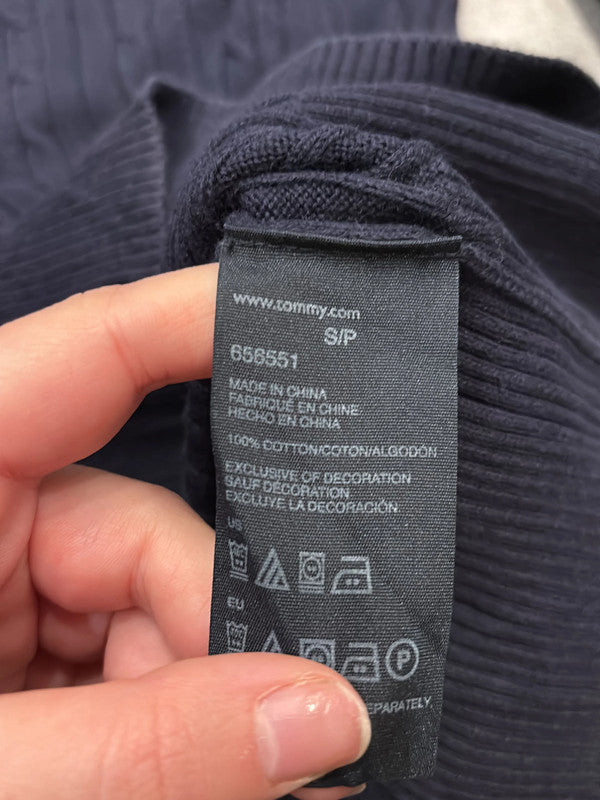 www.tommy.com
S/P
656551
MADE IN CHINA
FABRIQUÉ EN CHINE
HECHO EN CHINA
100% COTTON/COTON/ALGODÓN
EXCLUSIVE OF DECORATION
SAUF DÉCORATION
EXCLUYE LA DECORACIÓN
US
EU
P
EPARATELY.